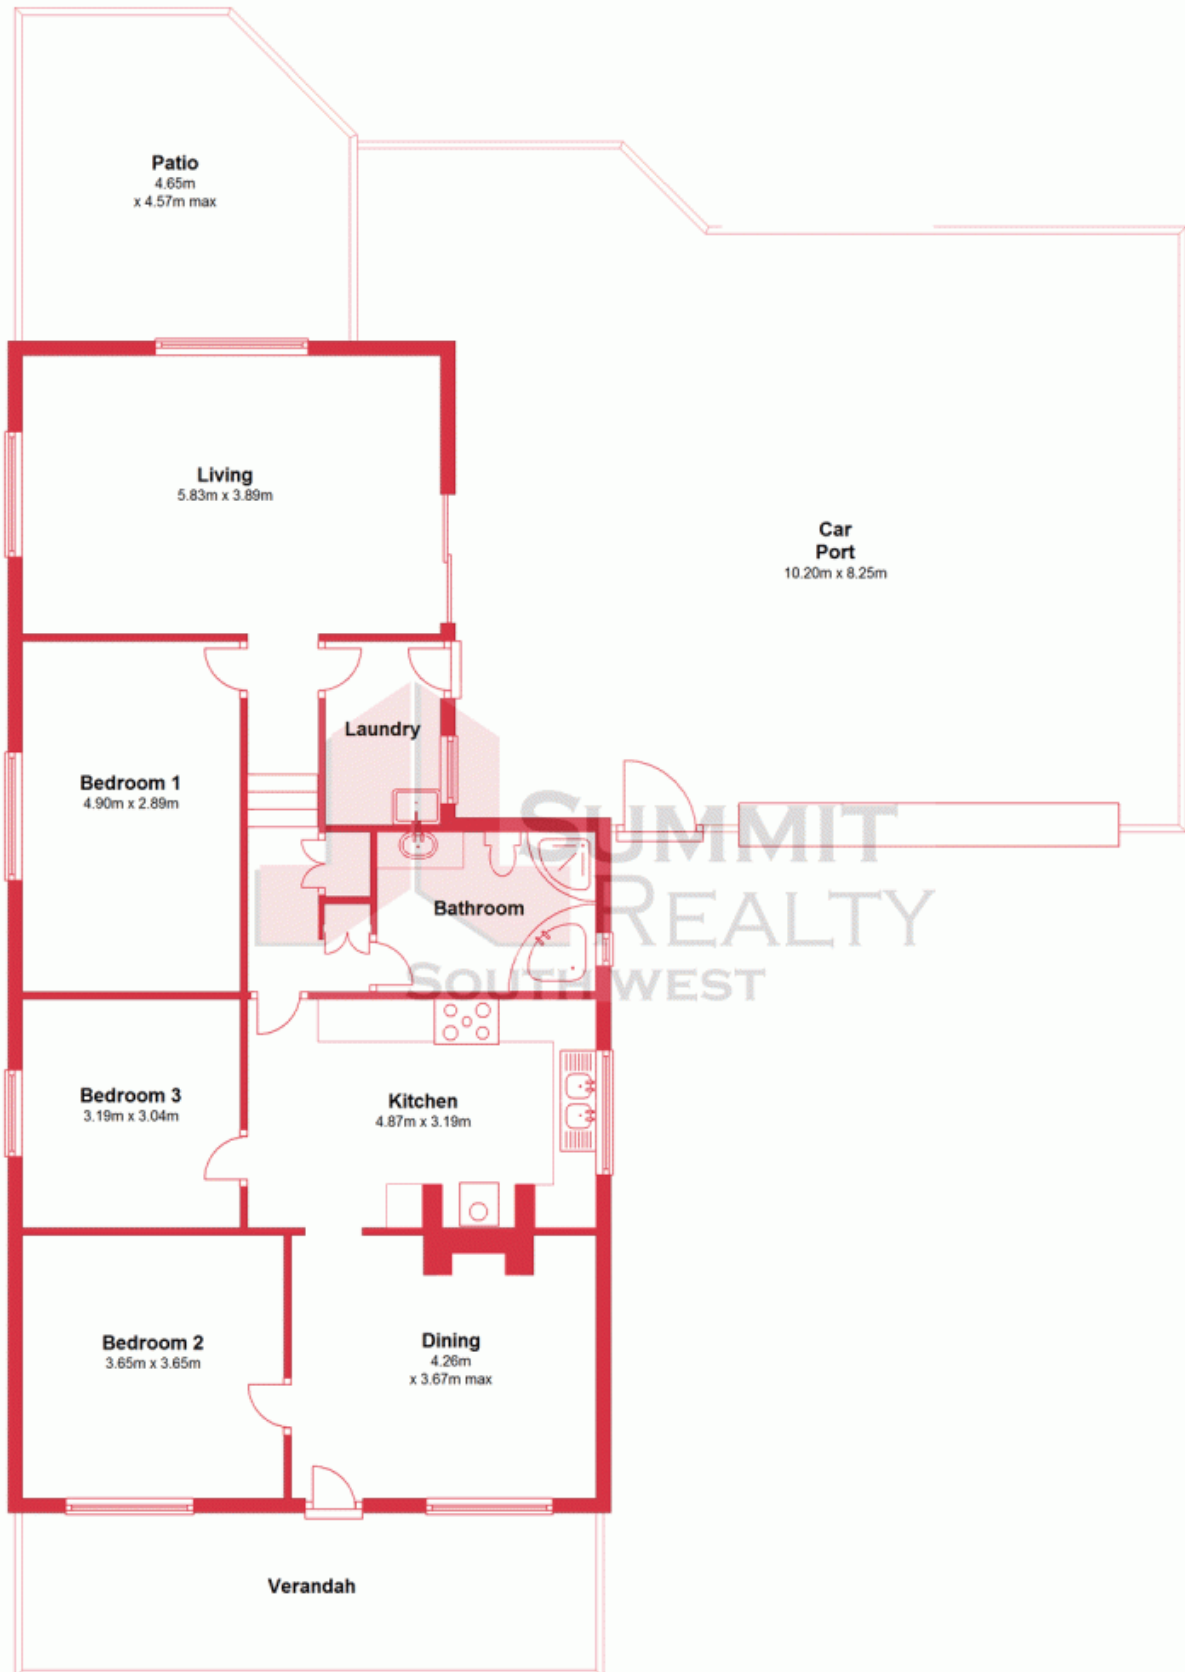 Patio
4.65m
x 4.57m max
Living
5.83m x 3.89m
Car
Port
10.20m x 8.25m
Laundry
Bedroom 1
4.90m x 2.89m
SUMMIT
REALTY
SOUTH WEST
Bathroom
Bedroom 3
3.19m x 3.04m
Kitchen
4.87m x 3.19m
Bedroom 2
3.65m x 3.65m
Dining
4.26m
x 3.67m max
Verandah